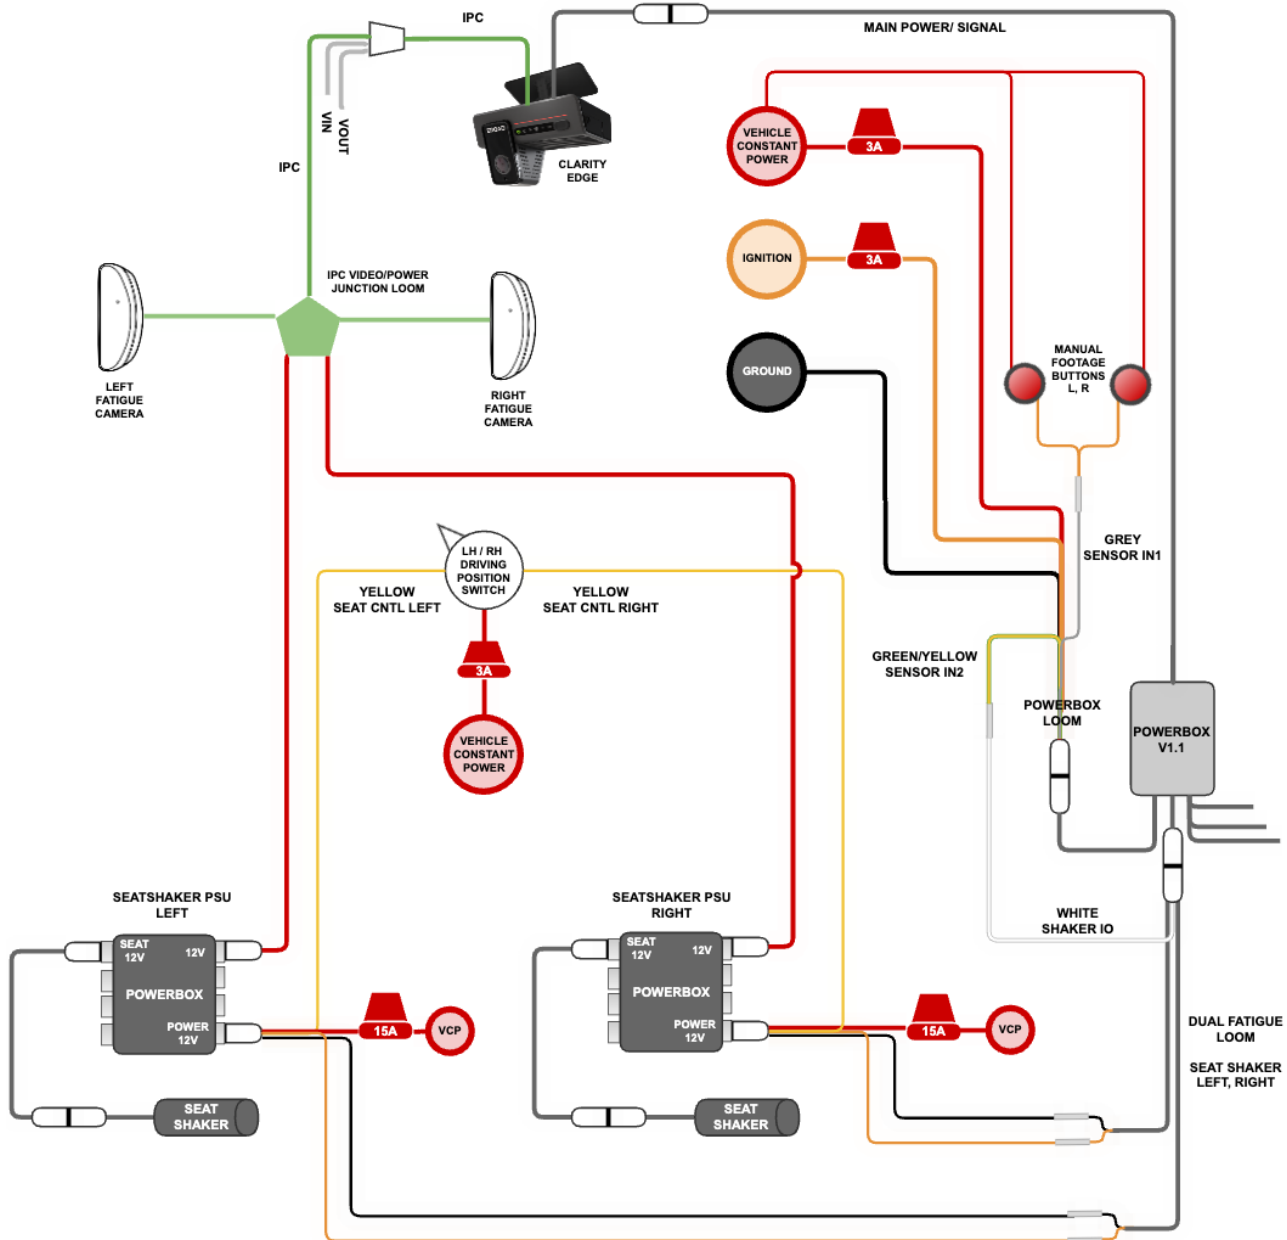 IPC
MAIN POWER/ SIGNAL
VIN
VOUT
IPC
CLARITY
EDGE
VEHICLE
CONSTANT
POWER
3A
IGNITION
3A
IPC VIDEO/POWER
JUNCTION LOOM
GROUND
MANUAL
FOOTAGE
BUTTONS
L, R
LEFT
FATIGUE
CAMERA
RIGHT
FATIGUE
CAMERA
GREY
SENSOR IN1
LH / RH
DRIVING
POSITION
SWITCH
YELLOW
SEAT CNTL LEFT
YELLOW
SEAT CNTL RIGHT
3A
GREEN/YELLOW
SENSOR IN2
POWERBOX
LOOM
POWERBOX
V1.1
VEHICLE
CONSTANT
POWER
SEATSHAKER PSU
LEFT
SEATSHAKER PSU
RIGHT
WHITE
SHAKER IO
SEAT
12V
12V
POWERBOX
POWER
12V
15A
VCP
SEAT
12V
12V
POWERBOX
POWER
12V
15A
VCP
DUAL FATIGUE
LOOM
SEAT SHAKER
LEFT, RIGHT
SEAT
SHAKER
SEAT
SHAKER